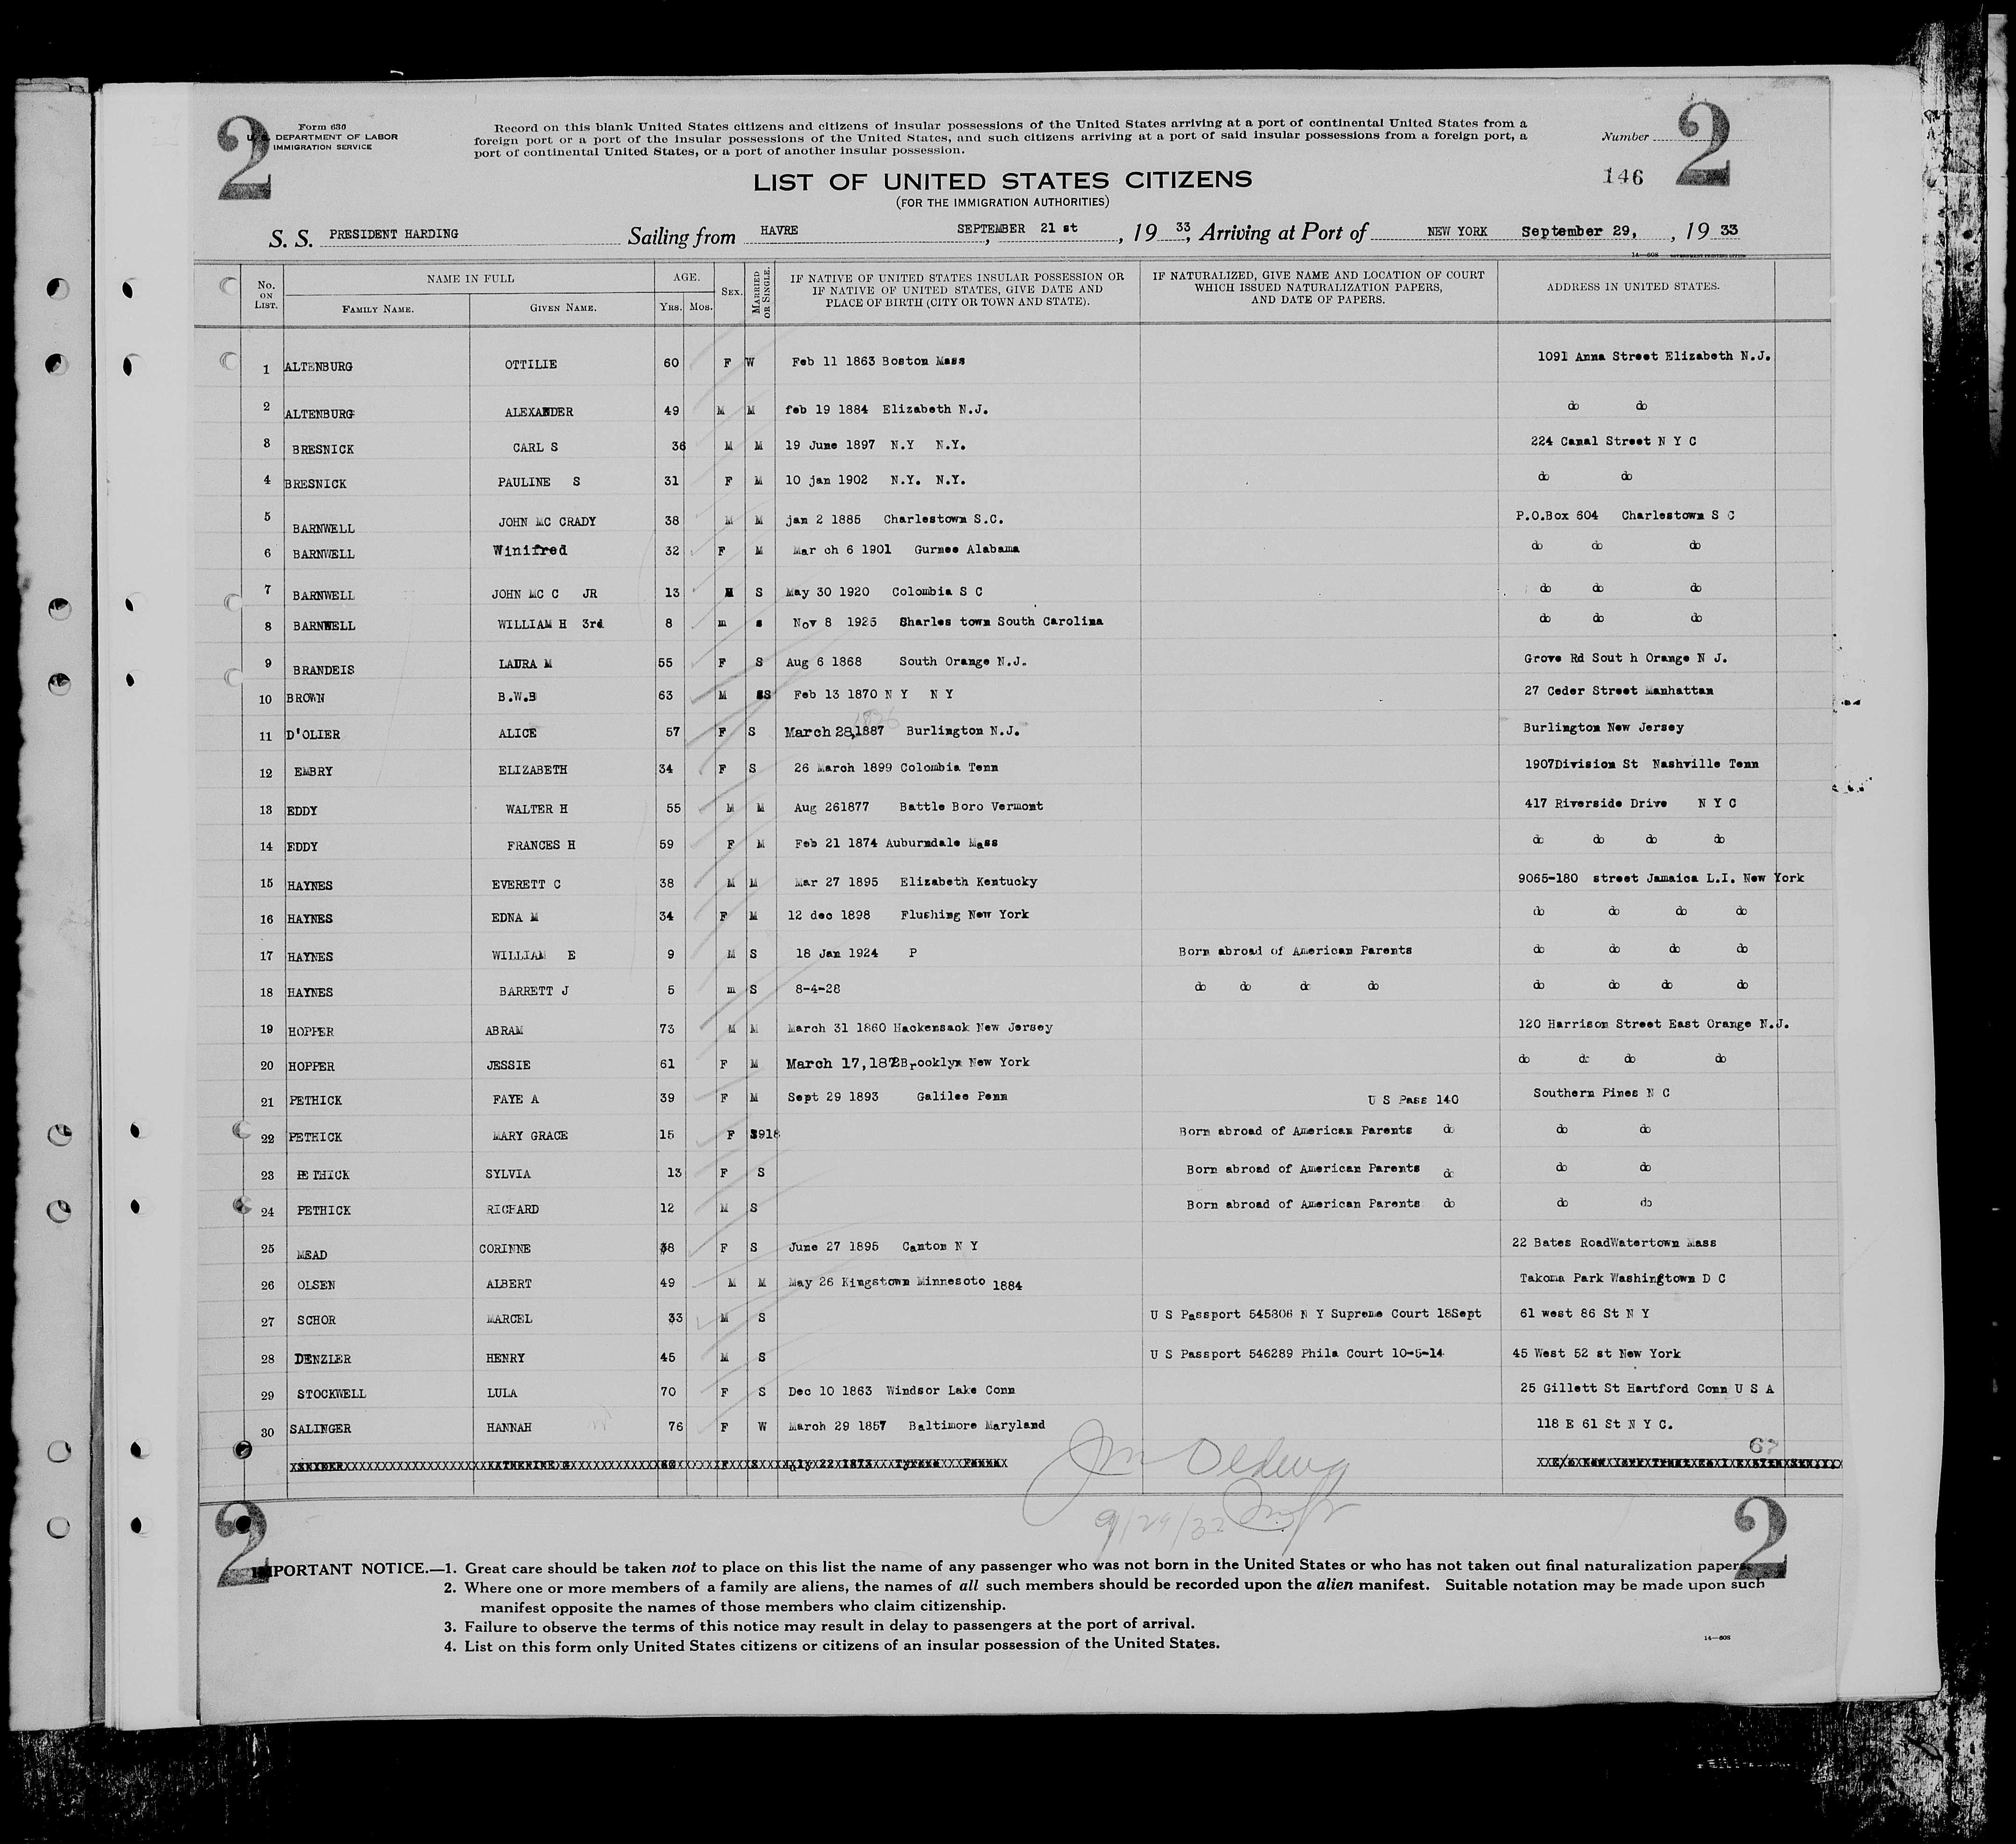 2 2
Form 630
U. S. DEPARTMENT OF LABOR
IMMIGRATION SERVICE
Record on this blank United States citizens and citizens of insular possessions of the United States arriving at a port of continental United States from a
foreign port or a port of the insular possessions of the United States, and such citizens arriving at a port of said insular possessions from a foreign port, a
port of continental United States, or a port of another insular possession.
Number
146
LIST OF UNITED STATES CITIZENS
(FOR THE IMMIGRATION AUTHORITIES)
S. S. PRESIDENT HARDING Sailing from HAVRE , SEPTEMBER 21 st , 19 33, Arriving at Port of NEW YORK September 29, , 19 33
14—608 GOVERNMENT PRINTING OFFICE
No. ON LIST. NAME IN FULL FAMILY NAME. GIVEN NAME. AGE. YRS. MOS. SEX. MARRIED OR SINGLE. IF NATIVE OF UNITED STATES INSULAR POSSESSION OR IF NATIVE OF UNITED STATES, GIVE DATE AND PLACE OF BIRTH (CITY OR TOWN AND STATE). IF NATURALIZED, GIVE NAME AND LOCATION OF COURT WHICH ISSUED NATURALIZATION PAPERS, AND DATE OF PAPERS. ADDRESS IN UNITED STATES.
1 ALTENBURG OTTILIE 60 F W Feb 11 1863 Boston Mass 1091 Anna Street Elizabeth N.J.
2 ALTENBURG ALEXANDER 49 M M feb 19 1884 Elizabeth N.J. do do
3 BRESNICK CARL S 36 M M 19 June 1897 N.Y N.Y. 224 Canal Street N Y C
4 BRESNICK PAULINE S 31 F M 10 jan 1902 N.Y. N.Y. do do
5 BARNWELL JOHN MC CRADY 38 M M jan 2 1885 Charlestown S.C. P.O.Box 604 Charlestown S C
6 BARNWELL Winifred 32 F M Mar ch 6 1901 Gurnee Alabama do do do
7 BARNWELL JOHN MC C JR 13 M S May 30 1920 Colombia S C do do do
8 BARNWELL WILLIAM H 3rd 8 m s Nov 8 1925 Sharles town South Carolina do do do
9 BRANDEIS LAURA M 55 F S Aug 6 1868 South Orange N.J. Grove Rd Sout h Orange N J.
10 BROWN B.W.B 63 M SS Feb 13 1870 N Y N Y 27 Ceder Street Manhattan
11 D'OLIER ALICE 57 F S March 28,1887 Burlington N.J. Burlington New Jersey
12 EMBRY ELIZABETH 34 F S 26 March 1899 Colombia Tenn 1907Division St Nashville Tenn
13 EDDY WALTER H 55 M M Aug 261877 Battle Boro Vermont 417 Riverside Drive N Y C
14 EDDY FRANCES H 59 F M Feb 21 1874 Auburndale Mass do do do do
15 HAYNES EVERETT C 38 M M Mar 27 1895 Elizabeth Kentucky 9065-180 street Jamaica L.I. New York
16 HAYNES EDNA M 34 F M 12 dec 1898 Flushing New York do do do do
17 HAYNES WILLIAM E 9 M S 18 Jan 1924 P Born abroad of American Parents do do do do
18 HAYNES BARRETT J 5 m S 8-4-28 do do do do do do do do
19 HOPPER ABRAM 73 M M March 31 1860 Hackensack New Jersey 120 Harrison Street East Orange N.J.
20 HOPPER JESSIE 61 F M March 17,1872Brooklyn New York do do do do
21 PETHICK FAYE A 39 F M Sept 29 1893 Galilee Penn U S Pass 140 Southern Pines N C
22 PETHICK MARY GRACE 15 F S918 Born abroad of American Parents do do do
23 PETHICK SYLVIA 13 F S Born abroad of American Parents do do do
24 PETHICK RICHARD 12 M S Born abroad of American Parents do do do
25 MEAD CORINNE 38 F S June 27 1895 Canton N Y 22 Bates RoadWatertown Mass
26 OLSEN ALBERT 49 M M May 26 Kingstown Minnesoto 1884 Takoma Park Washingtown D C
27 SCHOR MARCEL 33 M S U S Passport 545806 N Y Supreme Court 18Sept 61 west 86 St N Y
28 DENZLER HENRY 45 M S U S Passport 546289 Phila Court 10-5-14 45 West 52 st New York
29 STOCKWELL LULA 70 F S Dec 10 1863 Windsor Lake Conn 25 Gillett St Hartford Conn U S A
30 SALINGER HANNAH 76 F W March 29 1857 Baltimore Maryland 118 E 61 St N Y C.
67
9/29/33
2 2
IMPORTANT NOTICE.—1. Great care should be taken not to place on this list the name of any passenger who was not born in the United States or who has not taken out final naturalization papers.
2. Where one or more members of a family are aliens, the names of all such members should be recorded upon the alien manifest. Suitable notation may be made upon such
manifest opposite the names of those members who claim citizenship.
3. Failure to observe the terms of this notice may result in delay to passengers at the port of arrival.
4. List on this form only United States citizens or citizens of an insular possession of the United States.
14—608